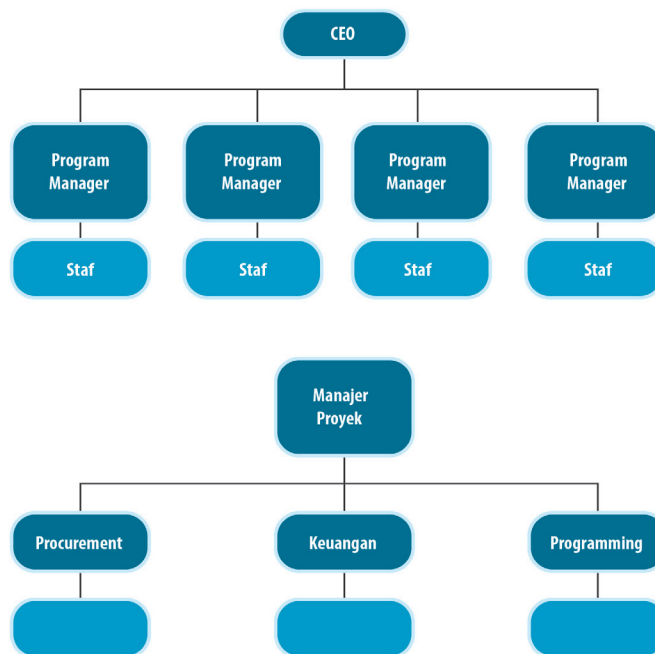 CEO
Program
Manager
Program
Manager
Program
Manager
Program
Manager
Staf
Staf
Staf
Staf
Manajer
Proyek
Procurement
Keuangan
Programming